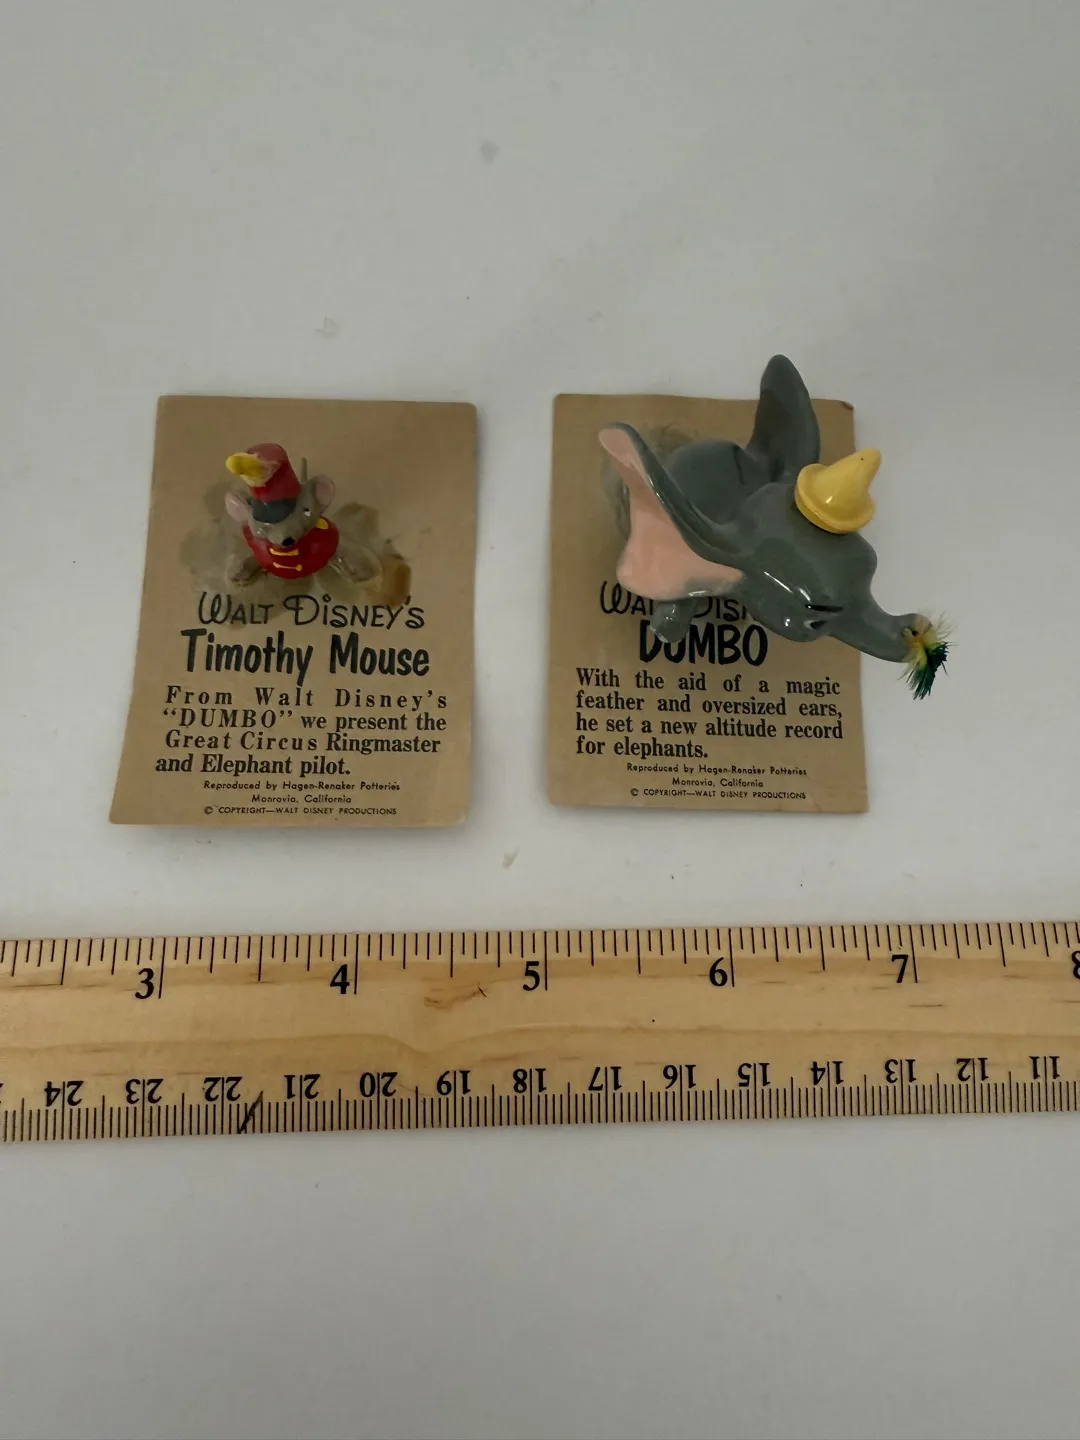 WALT DISNEY'S
Timothy Mouse
From Walt Disney's
"DUMBO" we present the
Great Circus Ringmaster
and Elephant pilot.
Reproduced by Hagen-Renaker Potteries
Monrovia, California
© COPYRIGHT—WALT DISNEY PRODUCTIONS
DUMBO
With the aid of a magic
feather and oversized ears,
he set a new altitude record
for elephants.
Reproduced by Hagen-Renaker Potteries
Monrovia, California
© COPYRIGHT—WALT DISNEY PRODUCTIONS
3 4 5 6 7 8
24 23 22 21 20 19 18 17 16 15 14 13 12 11